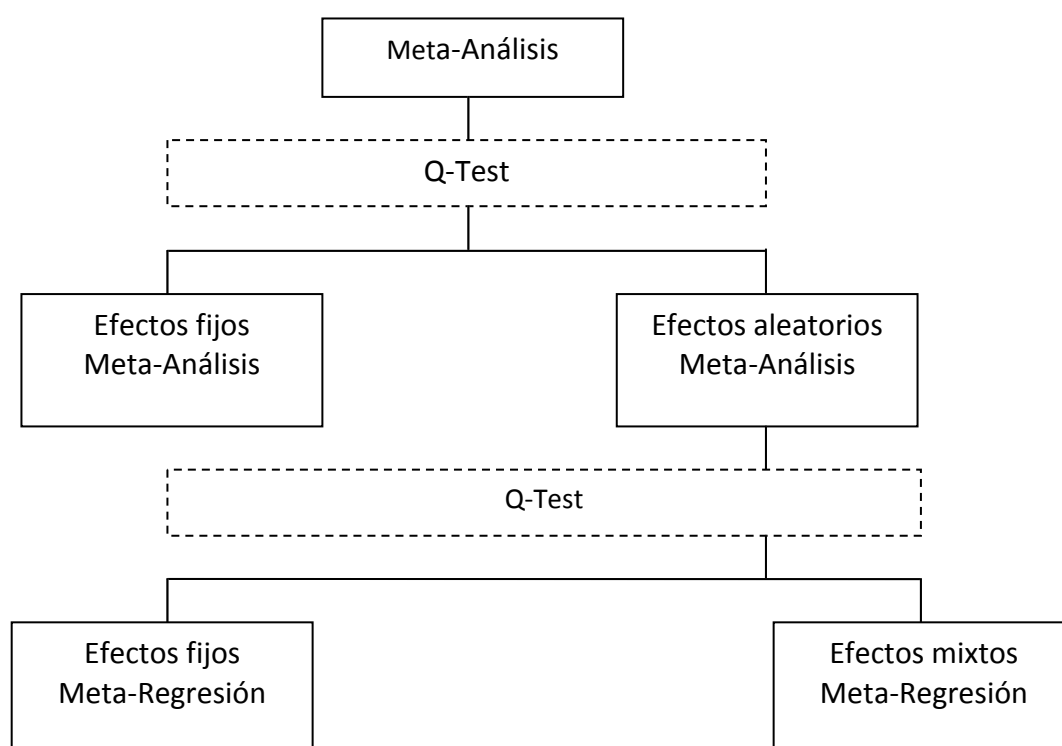 Meta-Análisis
Q-Test
Efectos fijos
Meta-Análisis
Efectos aleatorios
Meta-Análisis
Q-Test
Efectos fijos
Meta-Regresión
Efectos mixtos
Meta-Regresión